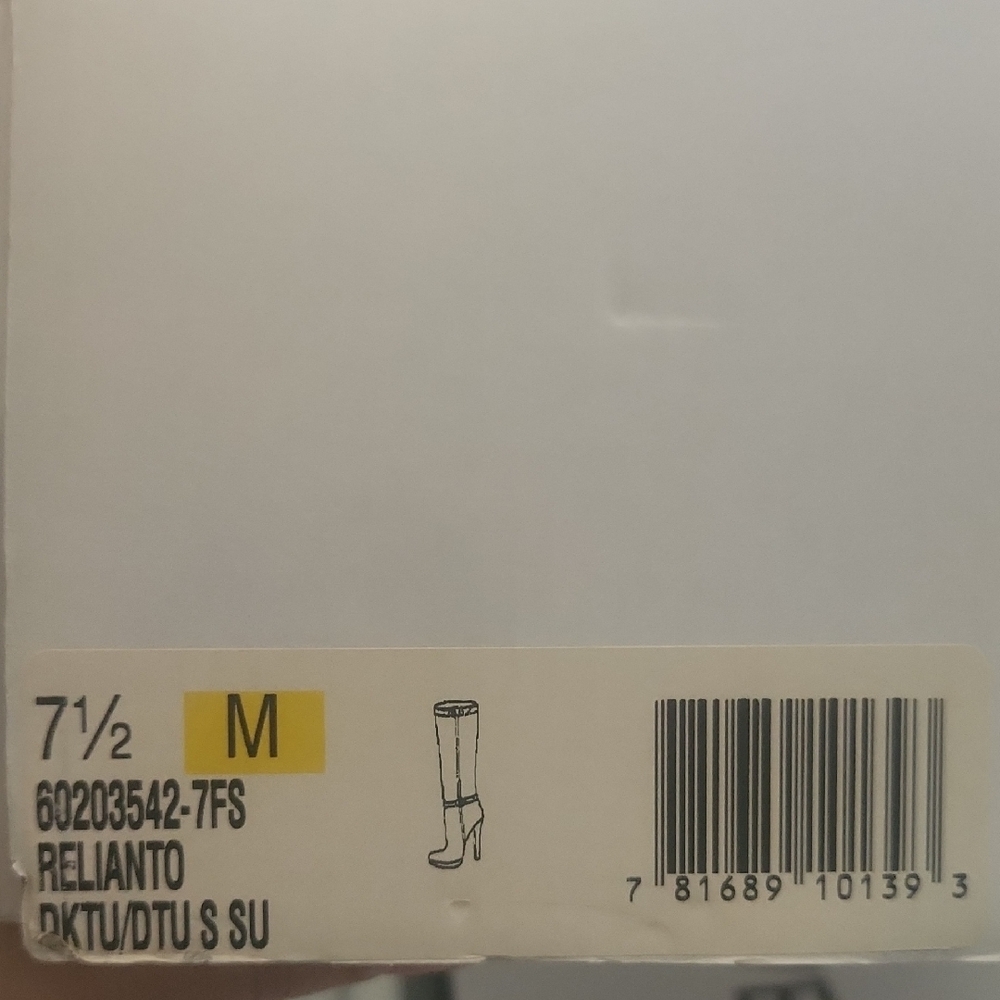 7½ M
60203542-7FS
RELIANTO
DKTU/DTU S SU
7 81689 10139 3